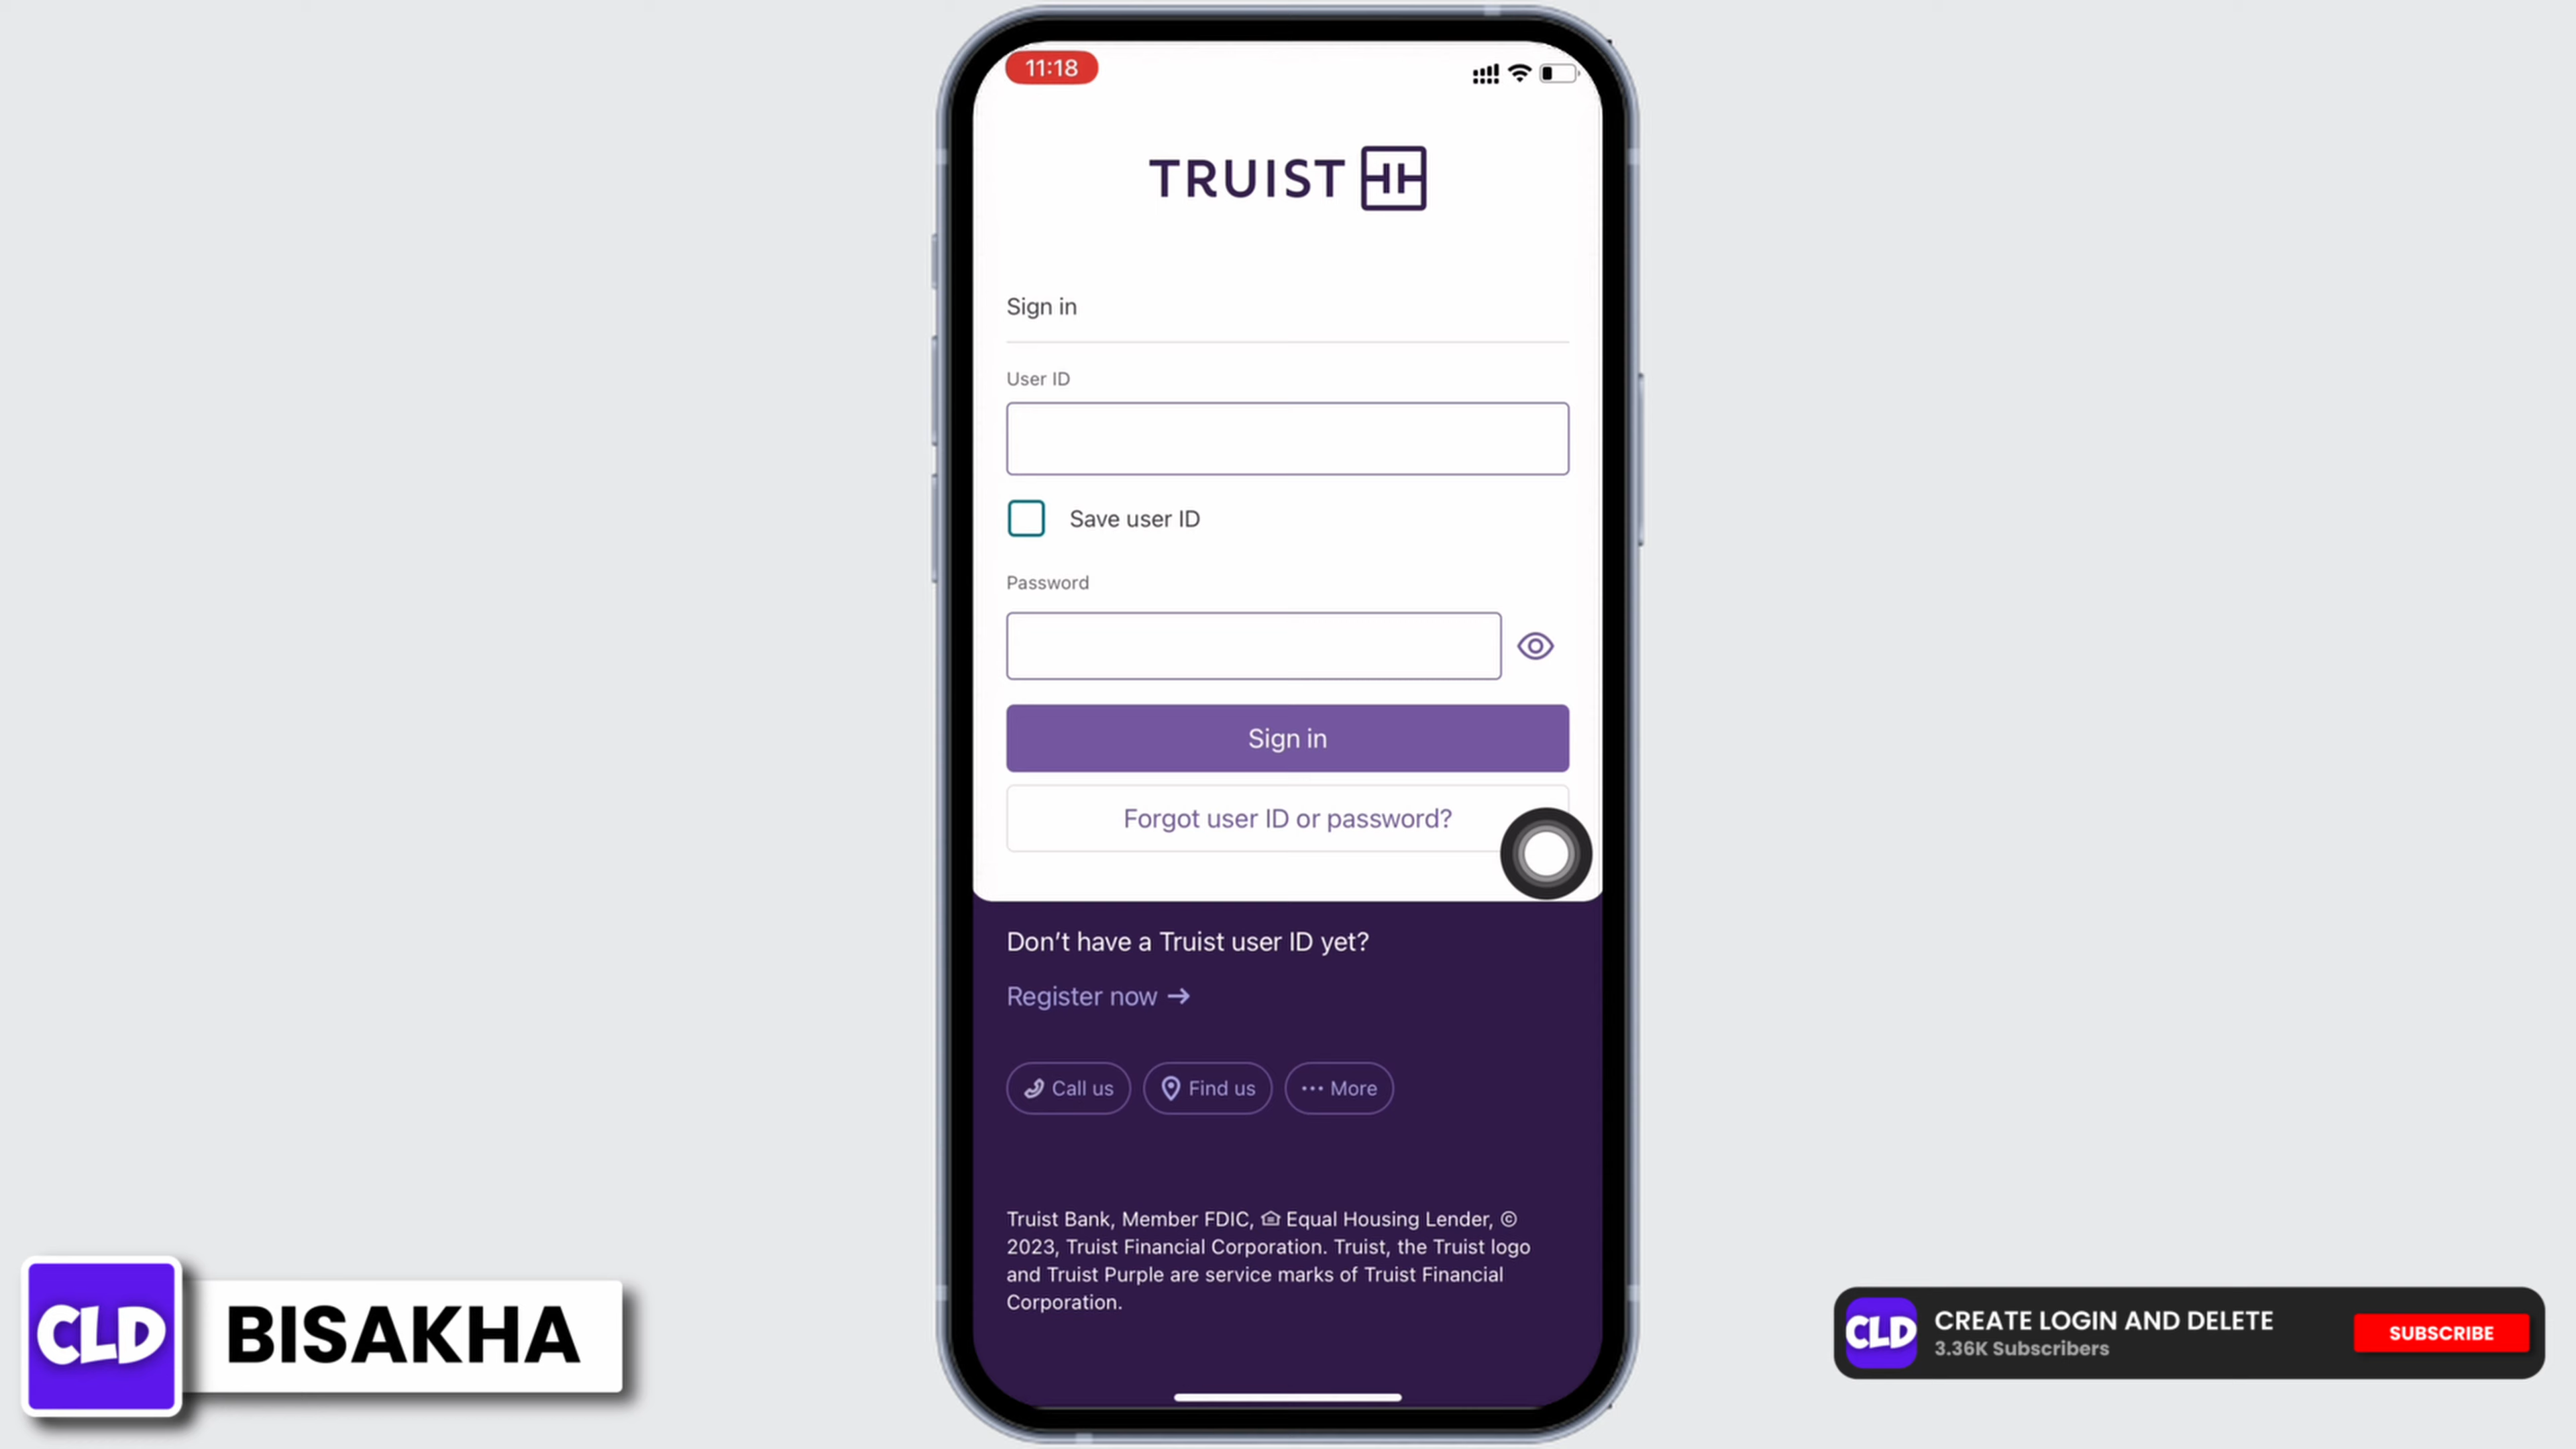 11:18
TRUIST
Sign in
User ID
Save user ID
Password
Sign in
Forgot user ID or password?
Don't have a Truist user ID yet?
Register now →
Call us
Find us
··· More
Truist Bank, Member FDIC, Equal Housing Lender, ©
2023, Truist Financial Corporation. Truist, the Truist logo
and Truist Purple are service marks of Truist Financial
Corporation.
CLD
BISAKHA
CLD
CREATE LOGIN AND DELETE
3.36K Subscribers
SUBSCRIBE